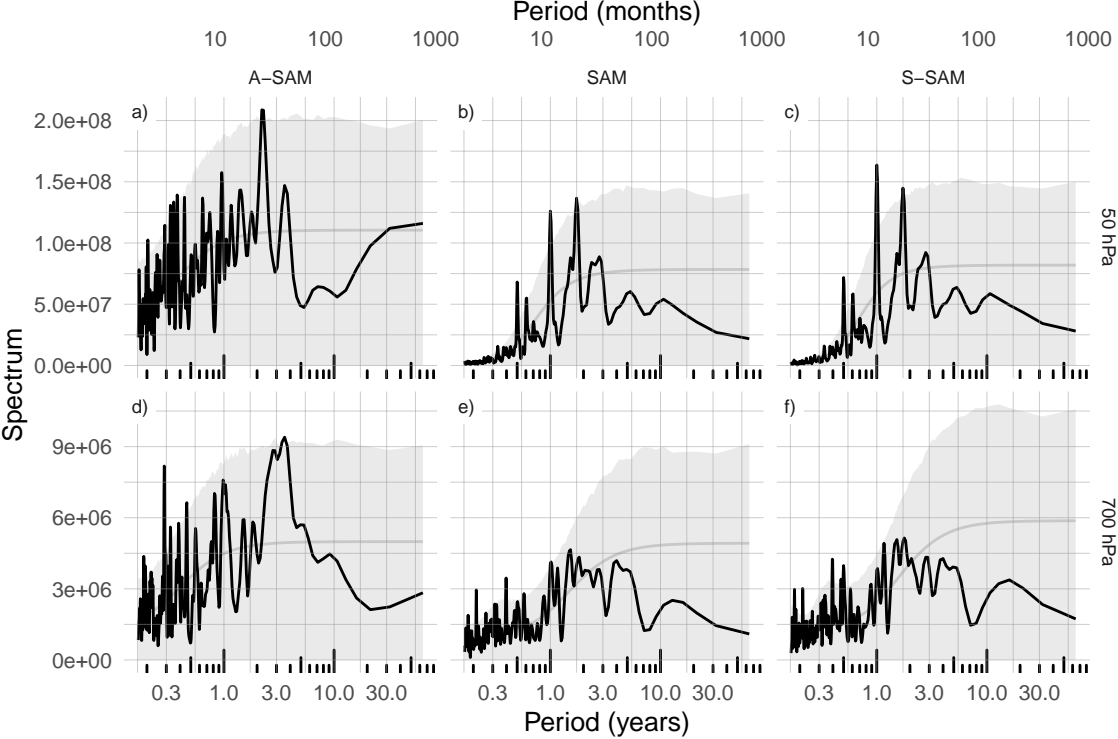 Period (months)
10 100 1000 10 100 1000 10 100 1000
A−SAM SAM S−SAM
a) b) c)
2.0e+08
1.5e+08
1.0e+08
5.0e+07
0.0e+00
50 hPa
Spectrum
d) e) f)
9e+06
6e+06
3e+06
0e+00
700 hPa
0.3 1.0 3.0 10.0 30.0 0.3 1.0 3.0 10.0 30.0 0.3 1.0 3.0 10.0 30.0
Period (years)